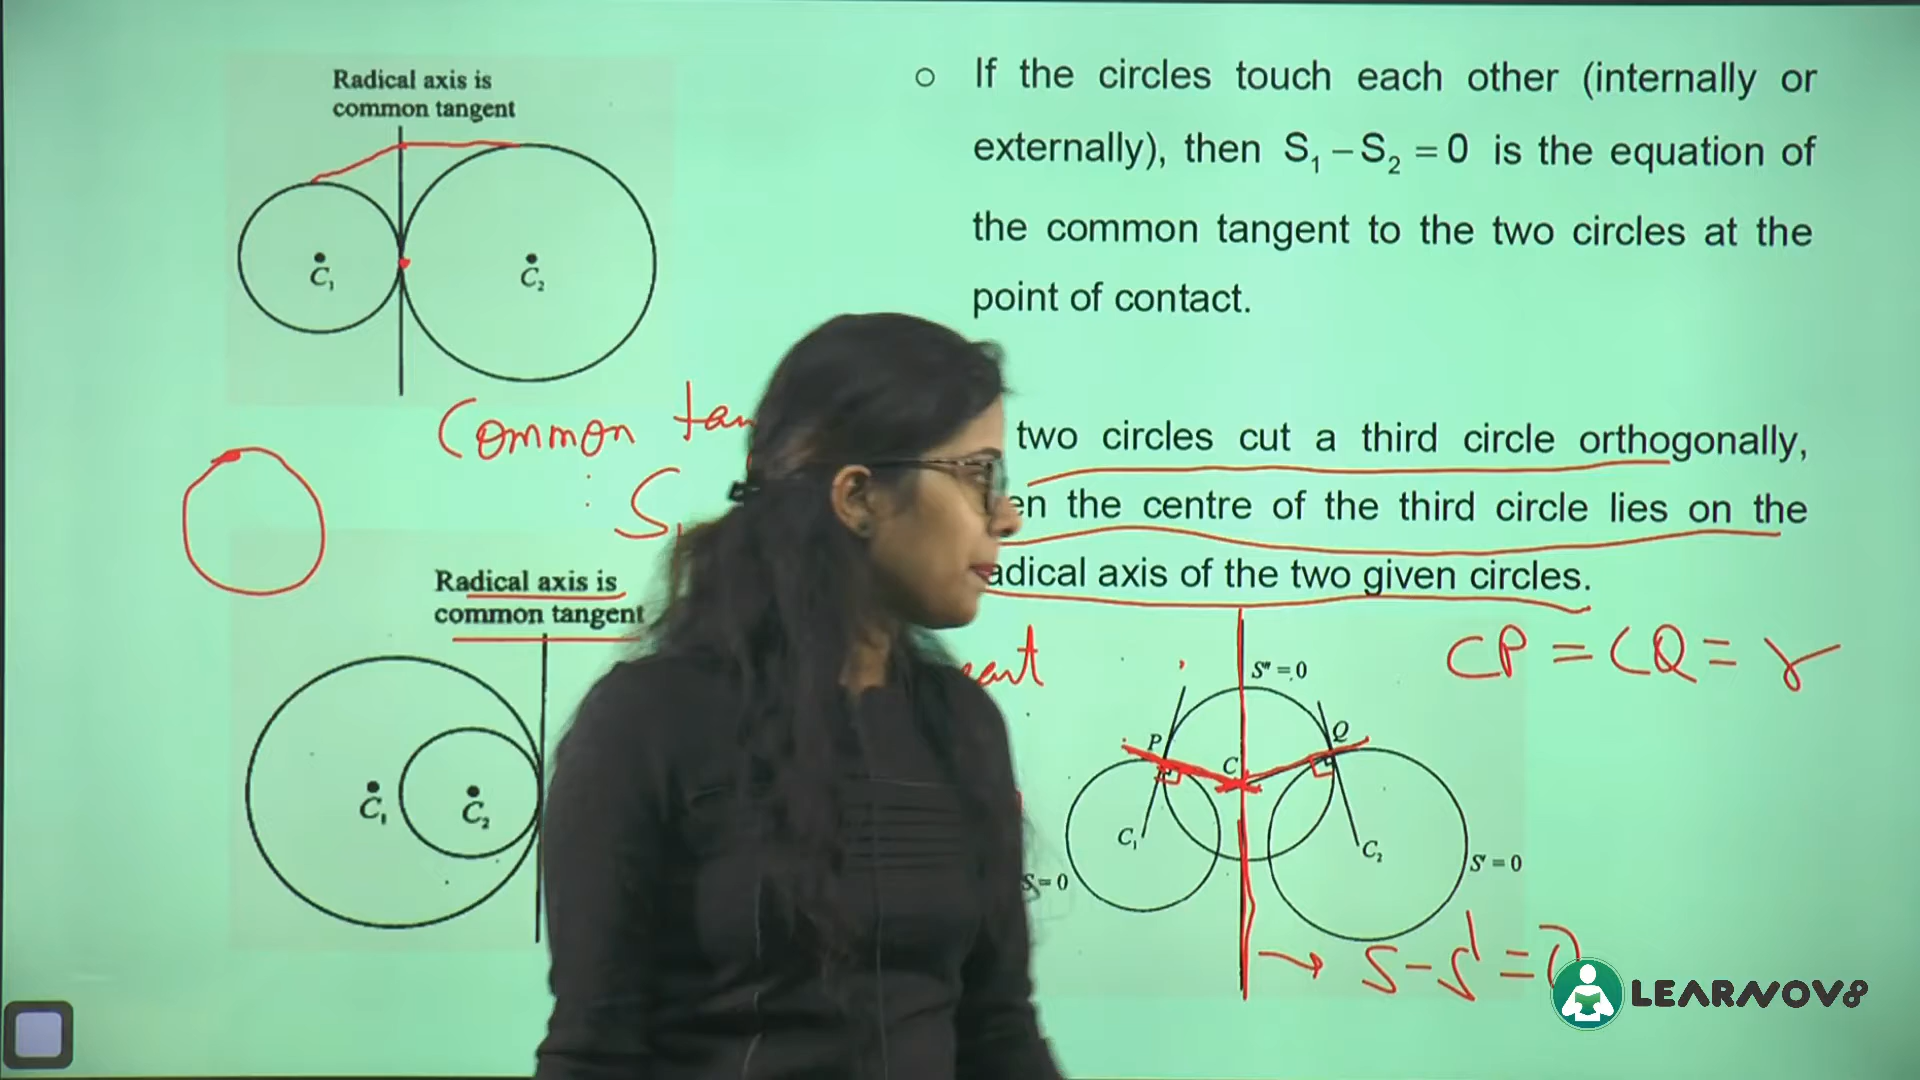 Radical axis is
common tangent
C₁
C₂
Common tan
S₁
Radical axis is
common tangent
C₁
C₂
○ If the circles touch each other (internally or
externally), then S₁ – S₂ = 0 is the equation of
the common tangent to the two circles at the
point of contact.
two circles cut a third circle orthogonally,
en the centre of the third circle lies on the
adical axis of the two given circles.
CP = CQ = r
S" = 0
P
Q
C
C₁
C₂
S = 0
S' = 0
→ S - S' = 0
LEARNOV8